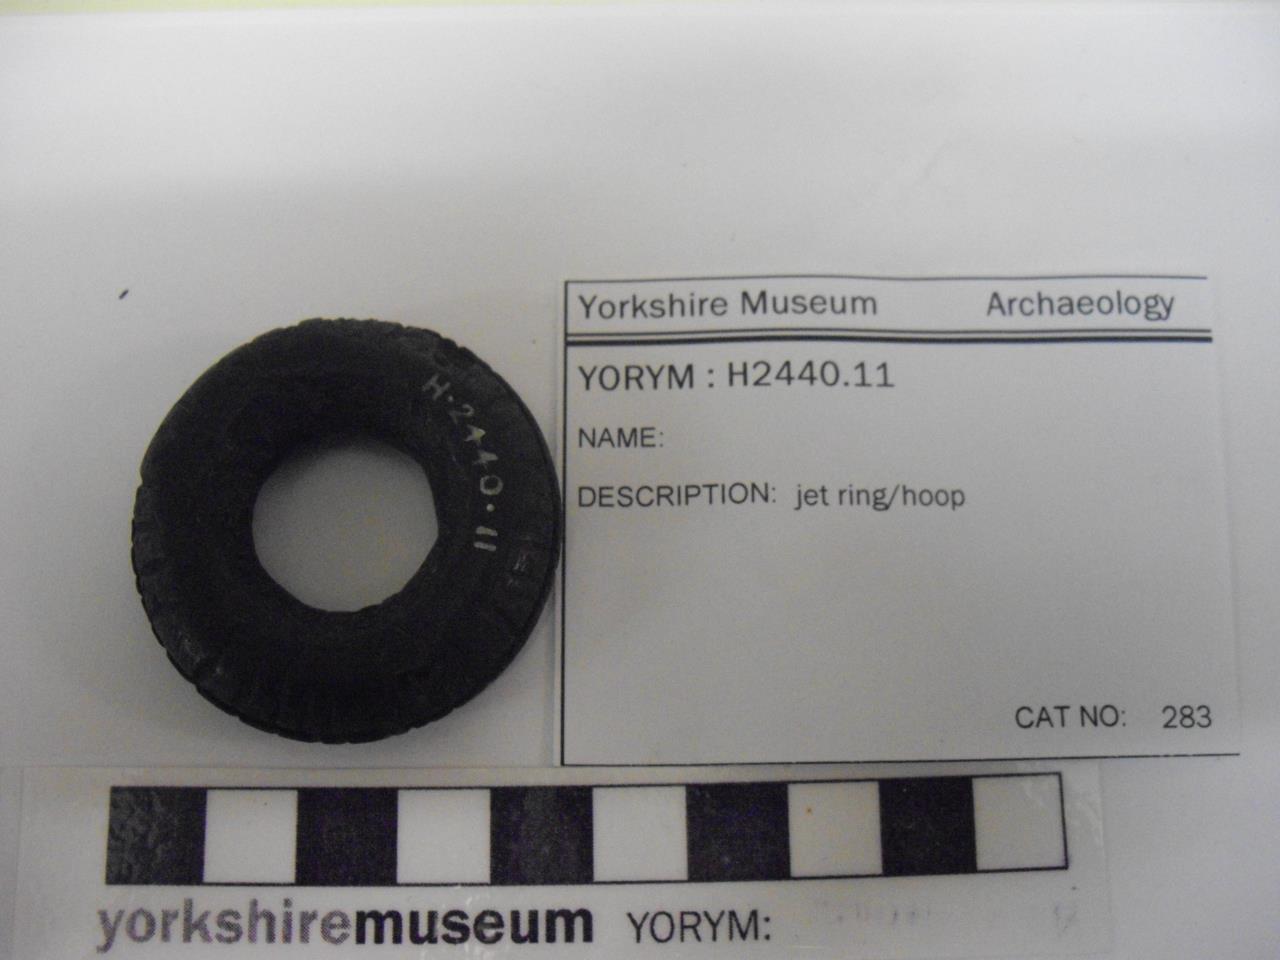 Yorkshire Museum Archaeology
YORYM : H2440.11
NAME:
DESCRIPTION: jet ring/hoop
CAT NO: 283
H·2440·11
yorkshiremuseum YORYM: